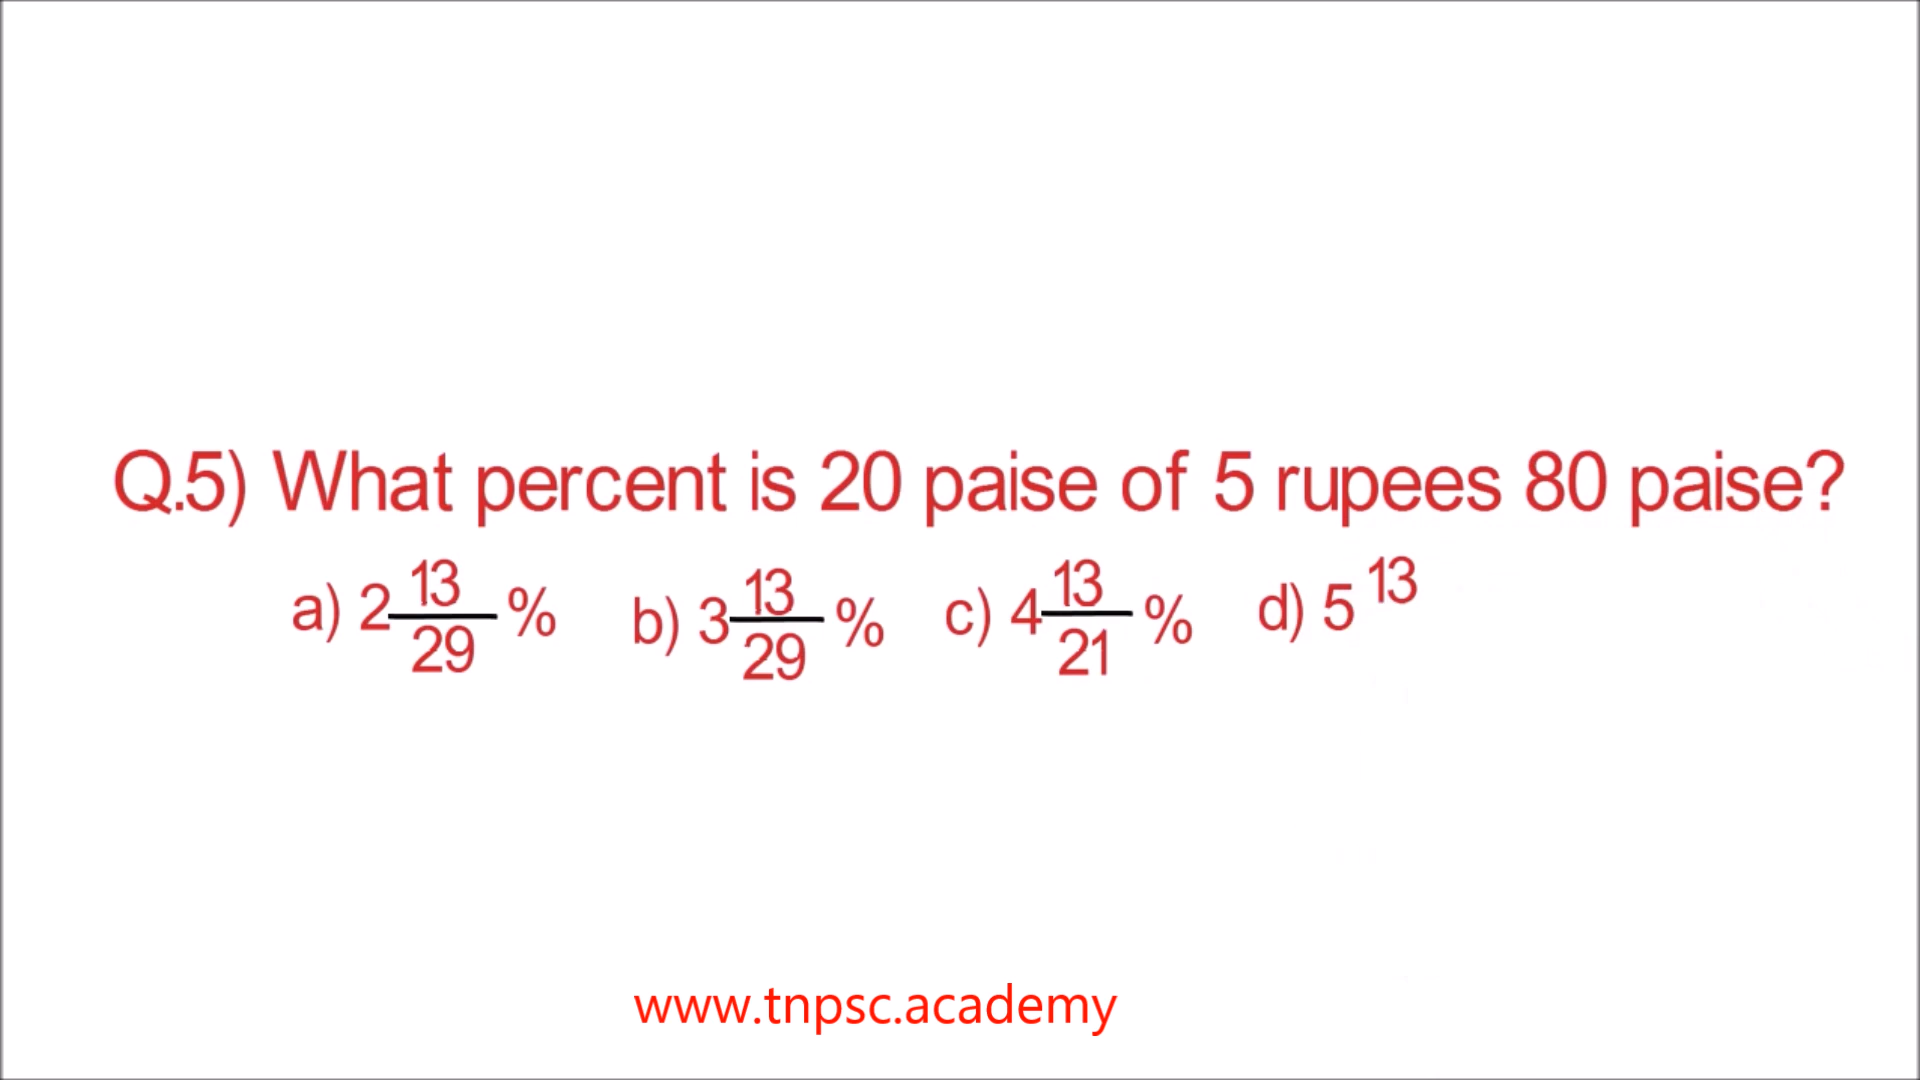 Q.5) What percent is 20 paise of 5 rupees 80 paise?
a) 2 13/29 % b) 3 13/29 % c) 4 13/21 % d) 5 13
www.tnpsc.academy